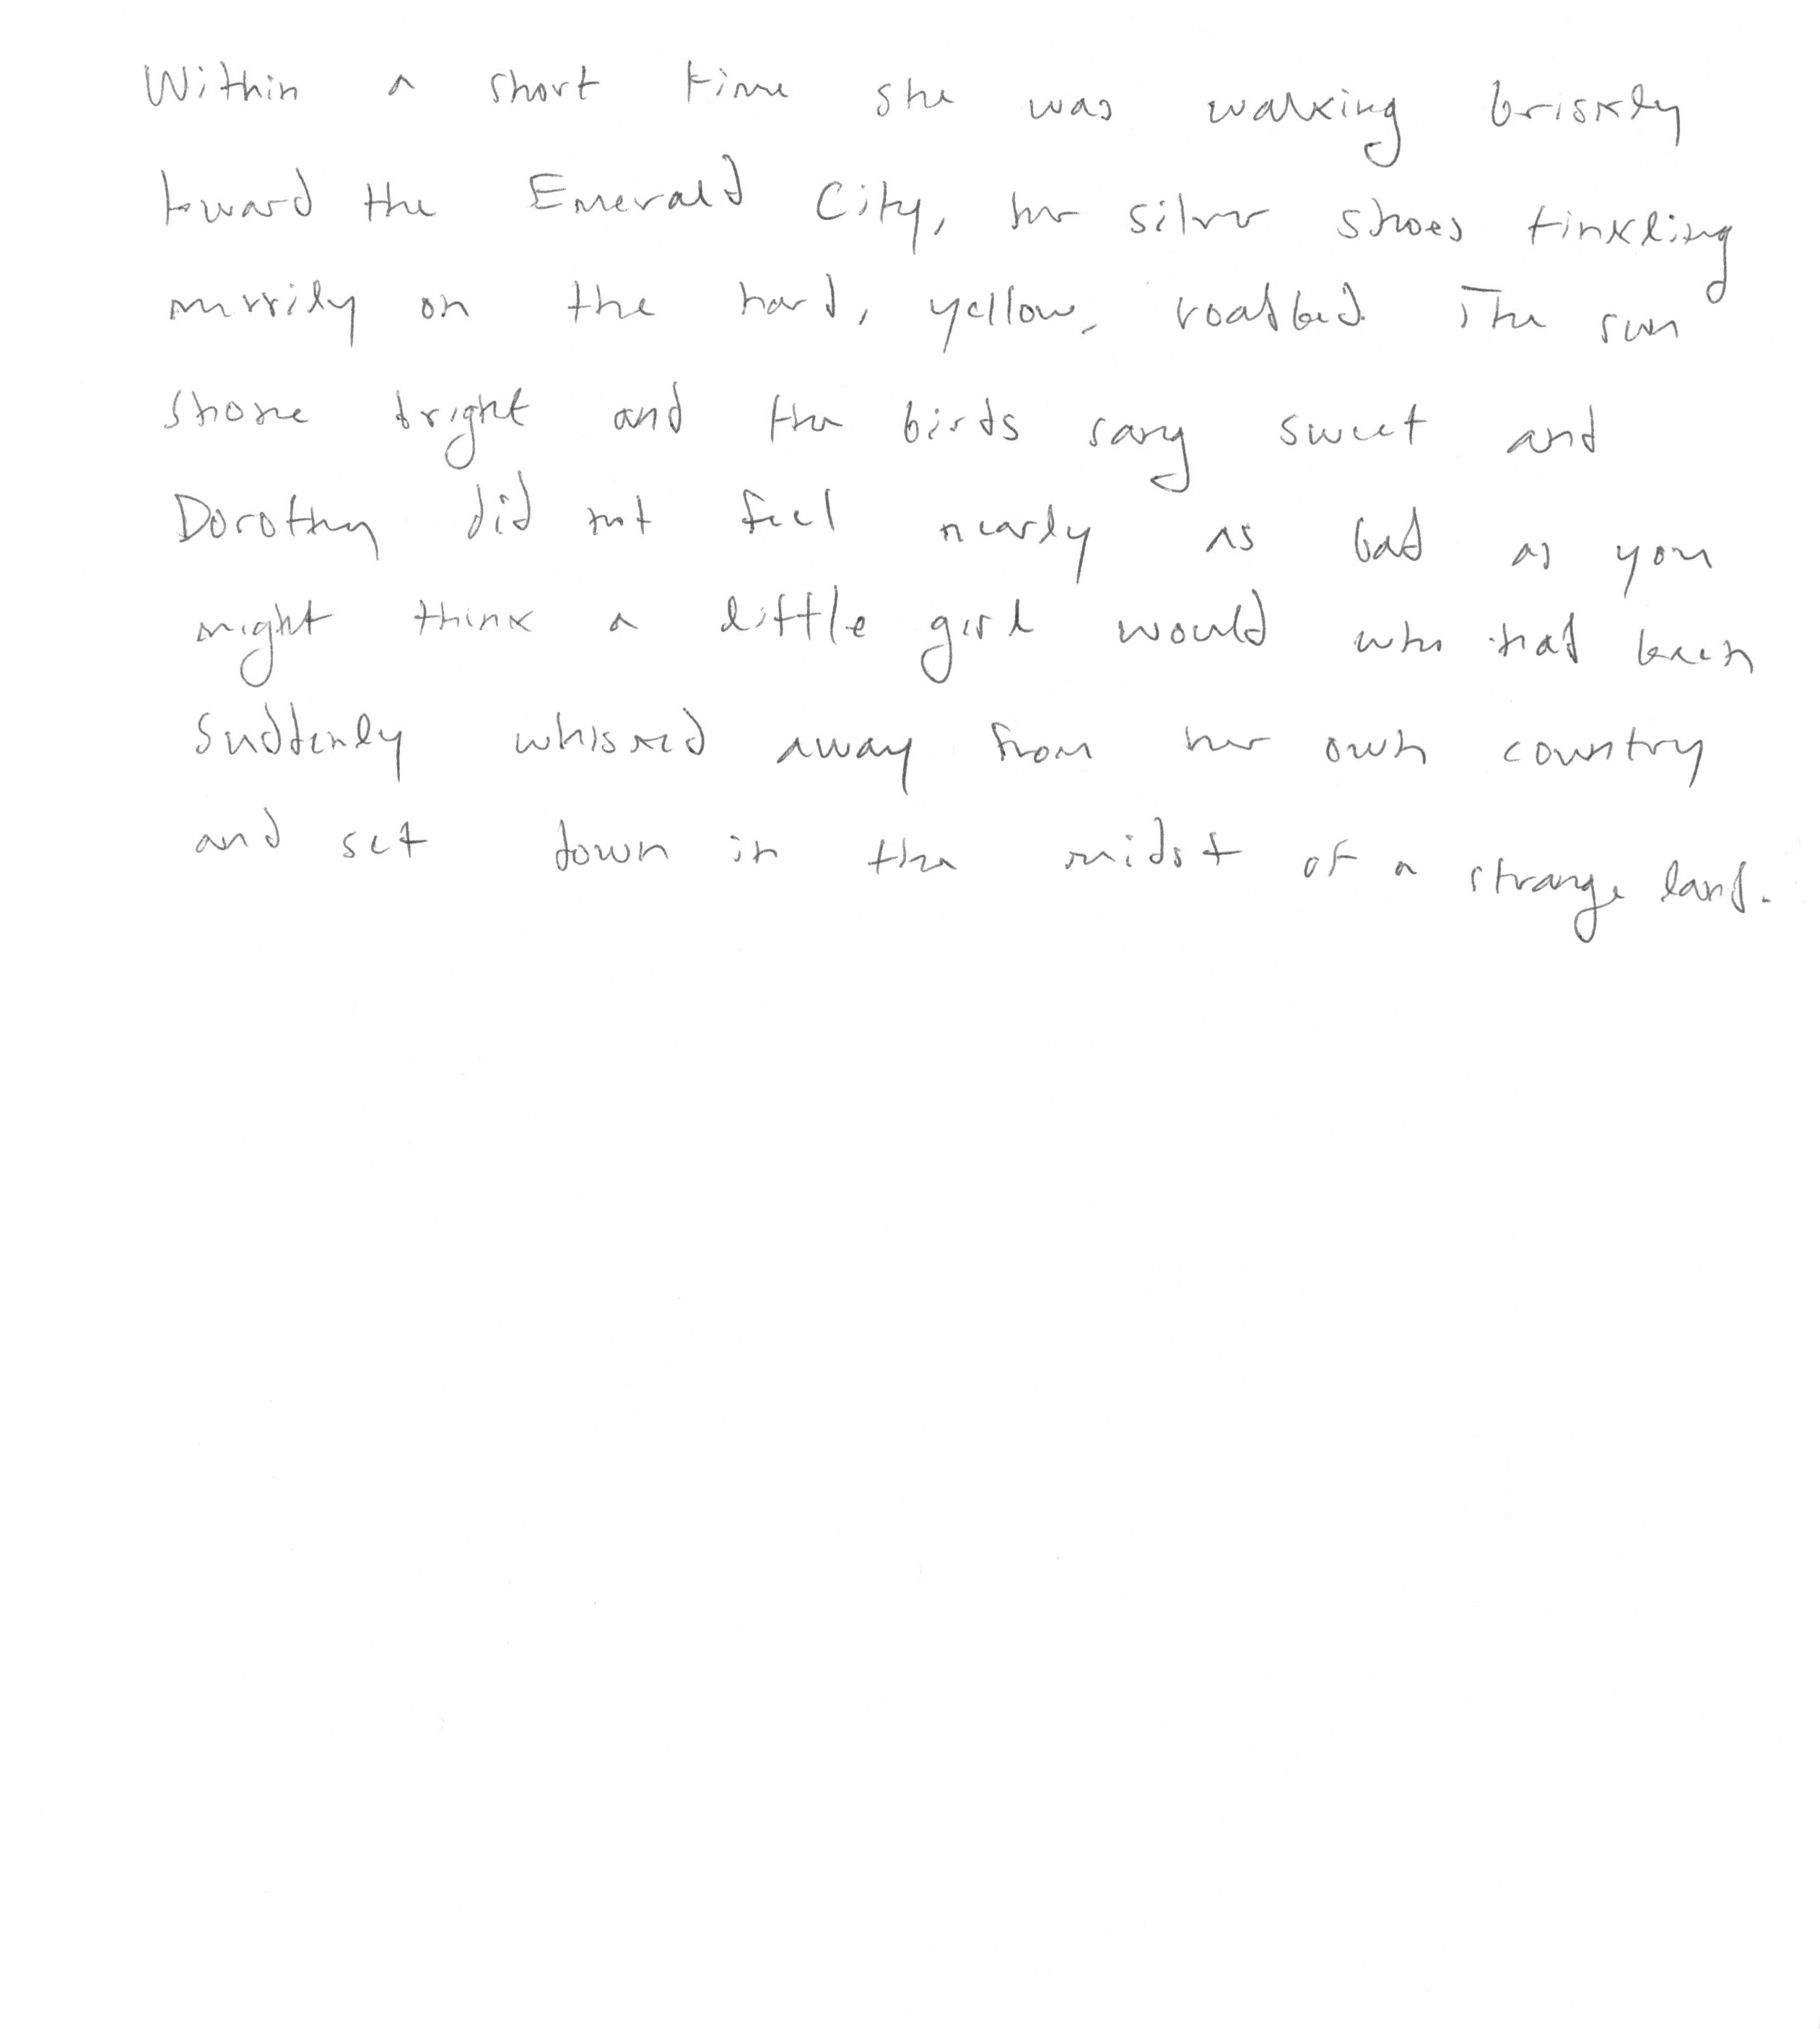 Within a short time she was walking briskly
toward the Emerald City, her silver shoes tinkling
merrily on the hard, yellow, roadbed. The sun
shone bright and the birds sang sweet and
Dorothy did not feel nearly as bad as you
might think a little girl would who had been
suddenly whisked away from her own country
and set down in the midst of a strange land.